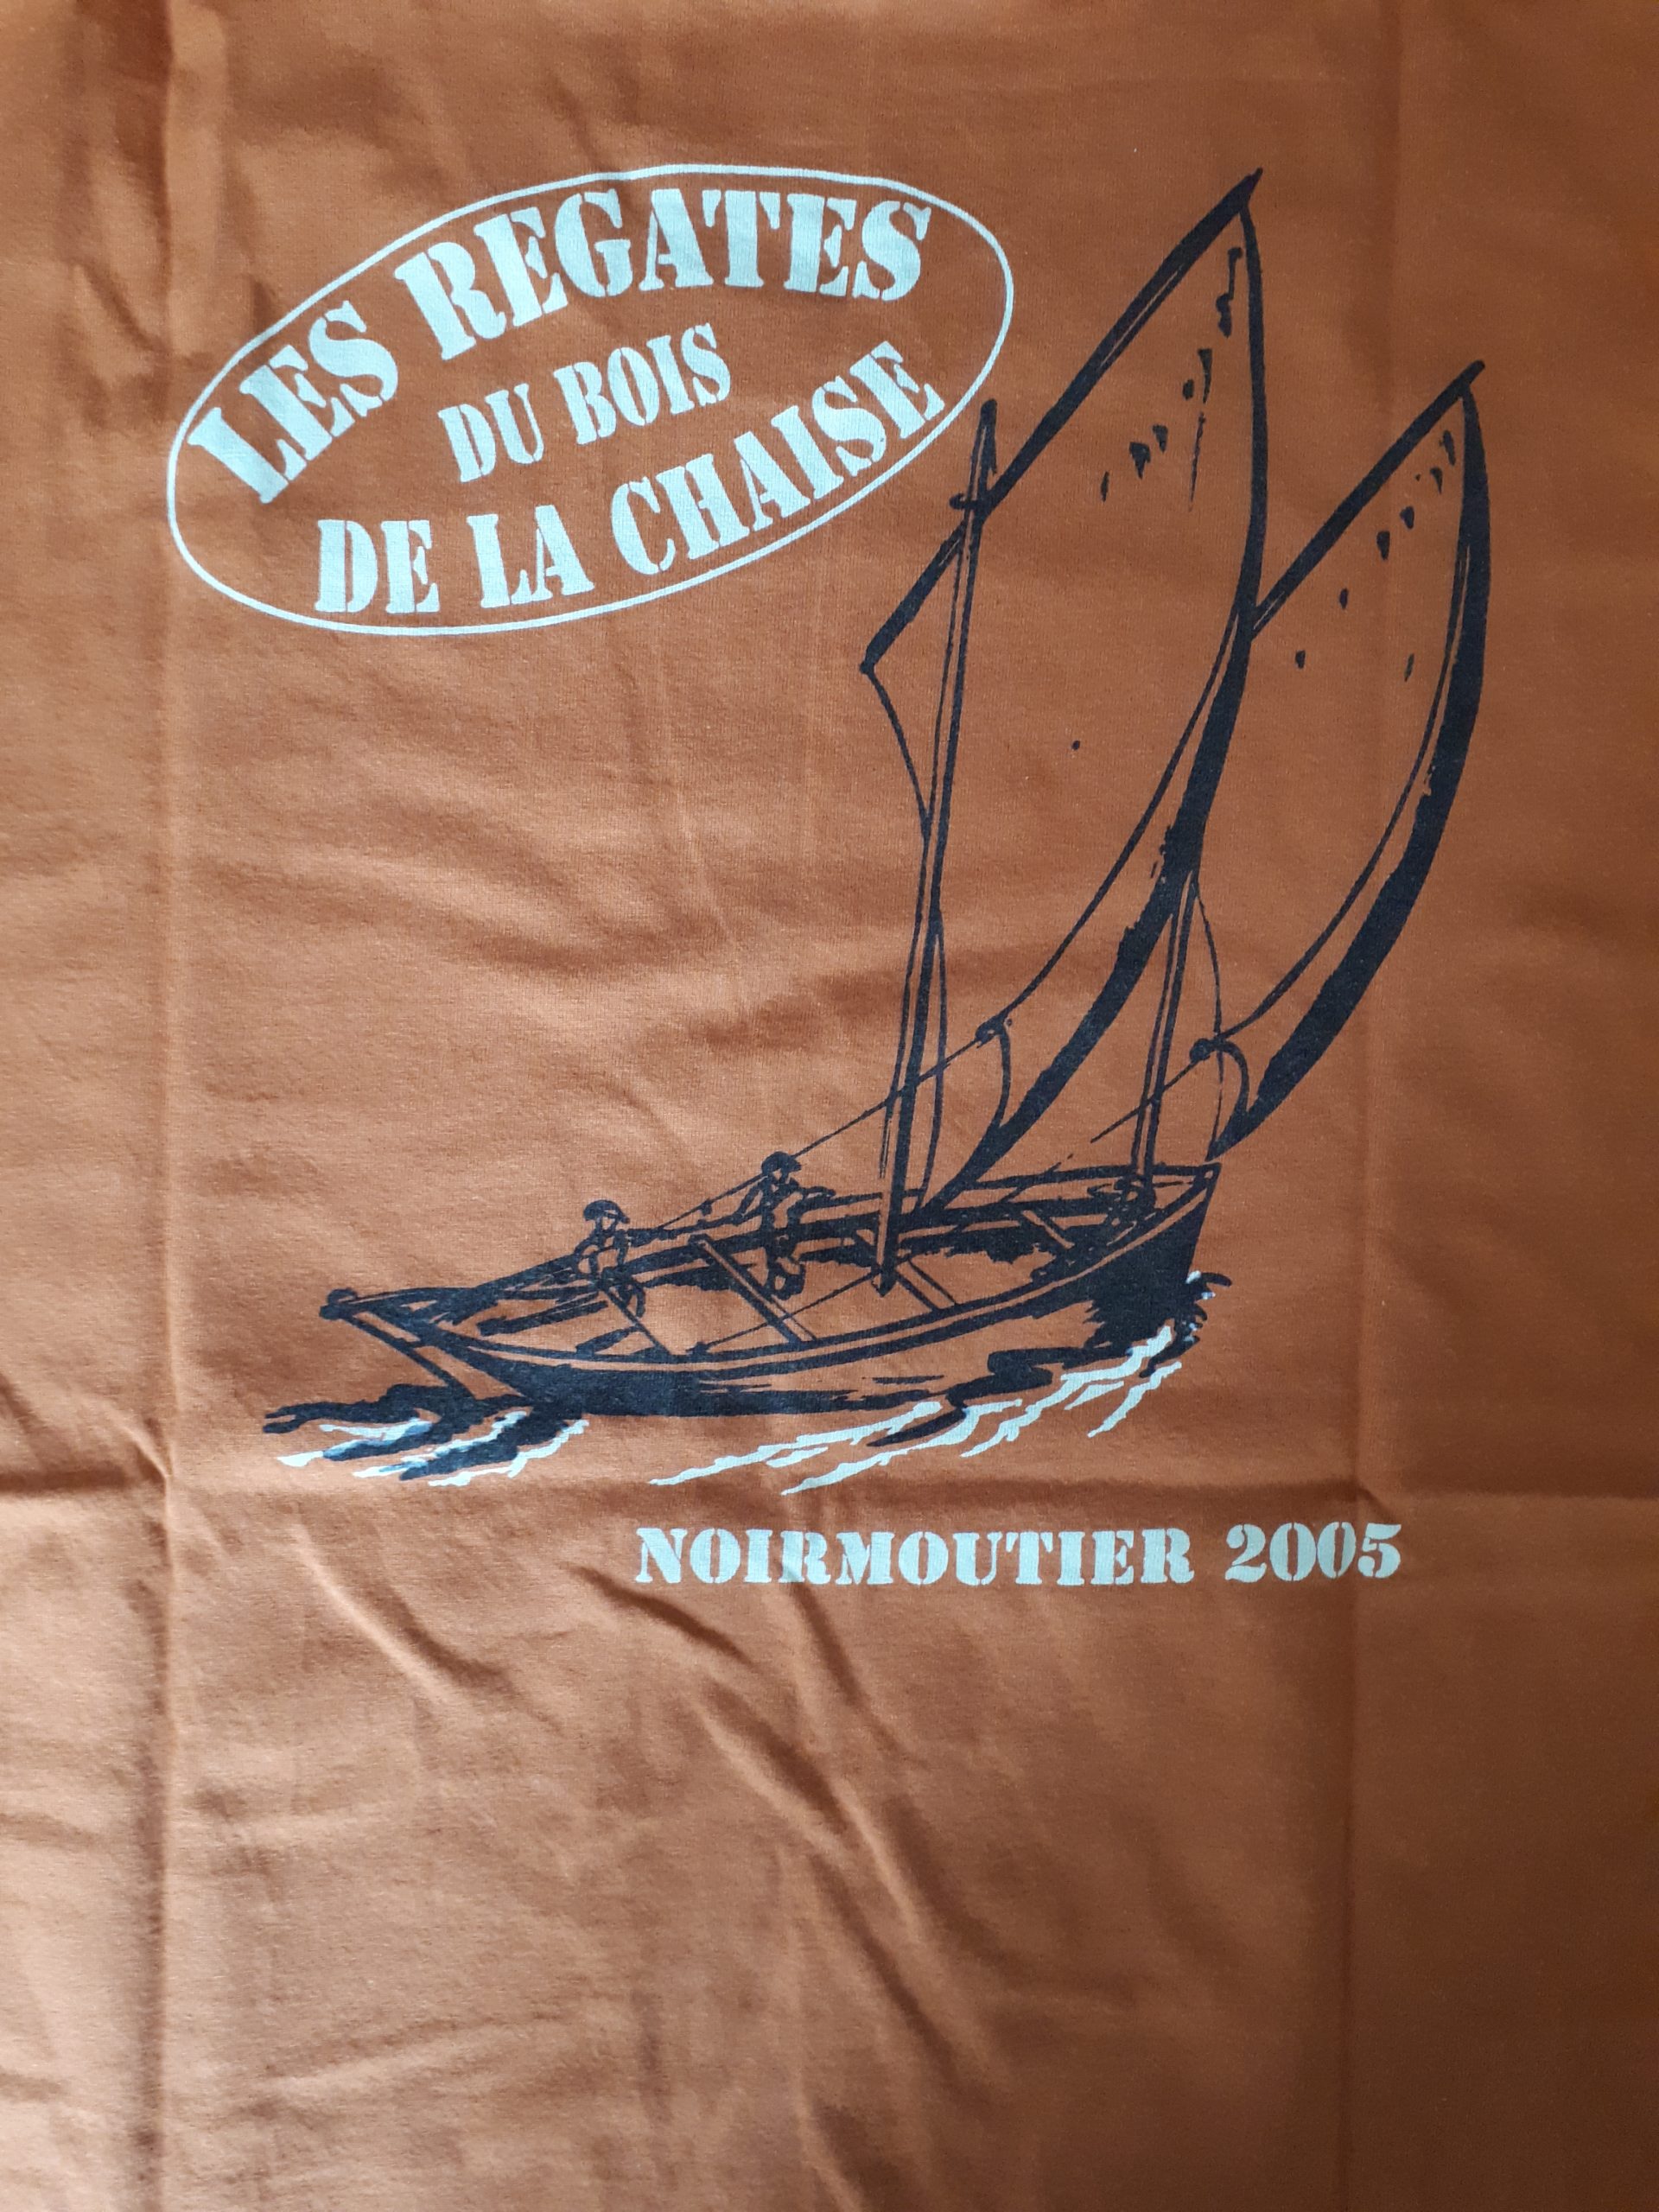 LES REGATES
DU BOIS
DE LA CHAISE
NOIRMOUTIER 2005